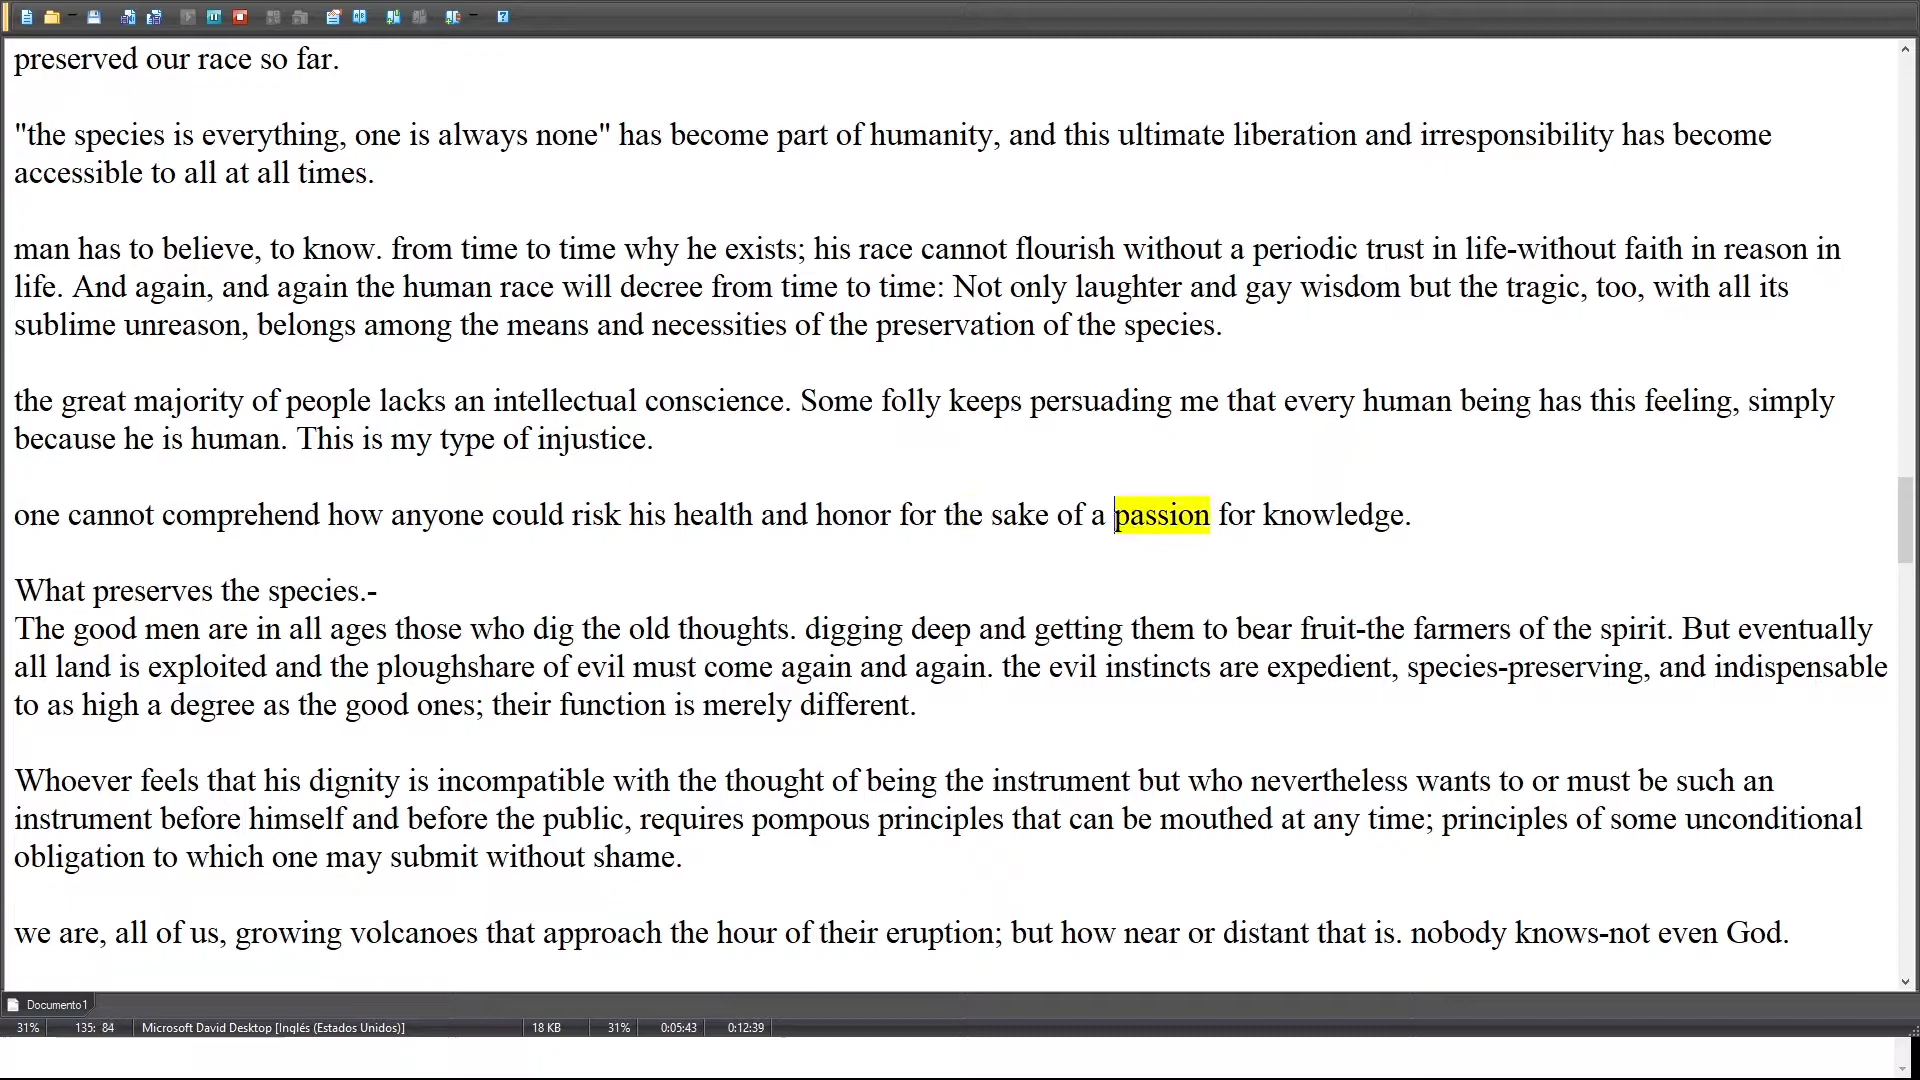 preserved our race so far.
"the species is everything, one is always none" has become part of humanity, and this ultimate liberation and irresponsibility has become
accessible to all at all times.
man has to believe, to know. from time to time why he exists; his race cannot flourish without a periodic trust in life-without faith in reason in
life. And again, and again the human race will decree from time to time: Not only laughter and gay wisdom but the tragic, too, with all its
sublime unreason, belongs among the means and necessities of the preservation of the species.
the great majority of people lacks an intellectual conscience. Some folly keeps persuading me that every human being has this feeling, simply
because he is human. This is my type of injustice.
one cannot comprehend how anyone could risk his health and honor for the sake of a passion for knowledge.
What preserves the species.-
The good men are in all ages those who dig the old thoughts. digging deep and getting them to bear fruit-the farmers of the spirit. But eventually
all land is exploited and the ploughshare of evil must come again and again. the evil instincts are expedient, species-preserving, and indispensable
to as high a degree as the good ones; their function is merely different.
Whoever feels that his dignity is incompatible with the thought of being the instrument but who nevertheless wants to or must be such an
instrument before himself and before the public, requires pompous principles that can be mouthed at any time; principles of some unconditional
obligation to which one may submit without shame.
we are, all of us, growing volcanoes that approach the hour of their eruption; but how near or distant that is. nobody knows-not even God.
Documento1
31% 135: 84 Microsoft David Desktop [Inglés (Estados Unidos)] 18 KB 31% 0:05:43 0:12:39